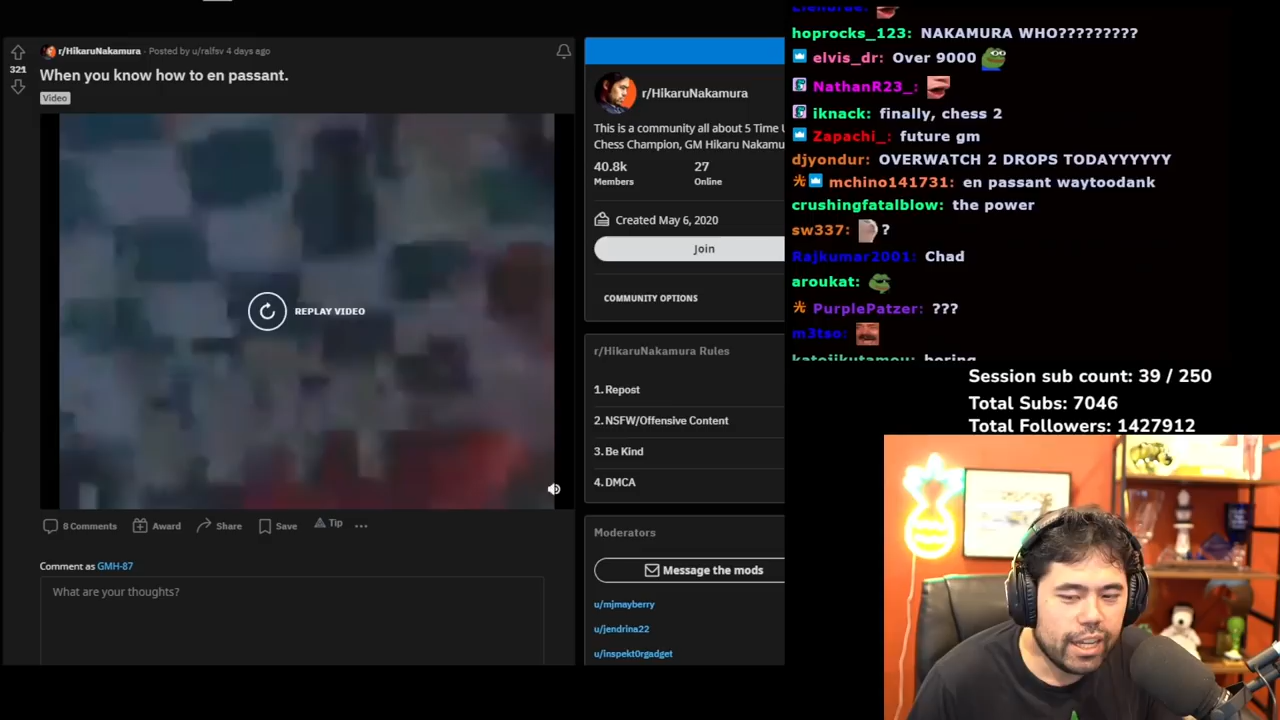 r/HikaruNakamura · Posted by u/ralfsv 4 days ago
321
When you know how to en passant.
Video
REPLAY VIDEO
8 Comments
Award
Share
Save
Tip
Comment as GMH-87
What are your thoughts?
r/HikaruNakamura
This is a community all about 5 Time
Chess Champion, GM Hikaru Nakamu
40.8k
27
Members
Online
Created May 6, 2020
Join
COMMUNITY OPTIONS
r/HikaruNakamura Rules
1. Repost
2. NSFW/Offensive Content
3. Be Kind
4. DMCA
Moderators
Message the mods
u/mjmayberry
u/jendrina22
u/inspekt0rgadget
hoprocks_123: NAKAMURA WHO?????????
elvis_dr: Over 9000
NathanR23_:
iknack: finally, chess 2
Zapachi_: future gm
djyondur: OVERWATCH 2 DROPS TODAYYYYYY
mchino141731: en passant waytoodank
crushingfatalblow: the power
sw337: ?
Rajkumar2001: Chad
aroukat:
PurplePatzer: ???
m3tso:
Session sub count: 39 / 250
Total Subs: 7046
Total Followers: 1427912